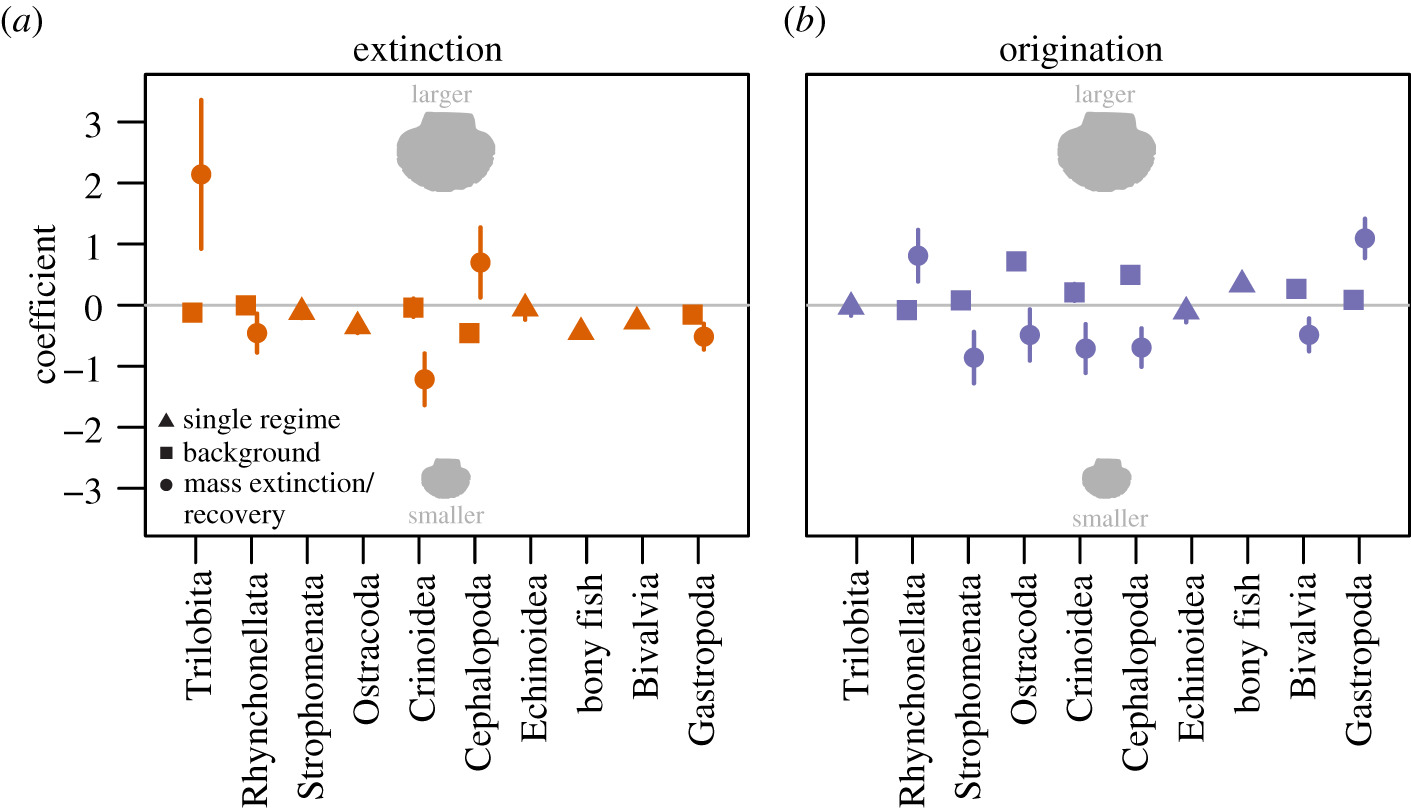 (a)
extinction
larger
3
2
1
0
−1
−2
−3
coefficient
single regime
background
mass extinction/
recovery
smaller
Trilobita
Rhynchonellata
Strophomenata
Ostracoda
Crinoidea
Cephalopoda
Echinoidea
bony fish
Bivalvia
Gastropoda
(b)
origination
larger
smaller
Trilobita
Rhynchonellata
Strophomenata
Ostracoda
Crinoidea
Cephalopoda
Echinoidea
bony fish
Bivalvia
Gastropoda